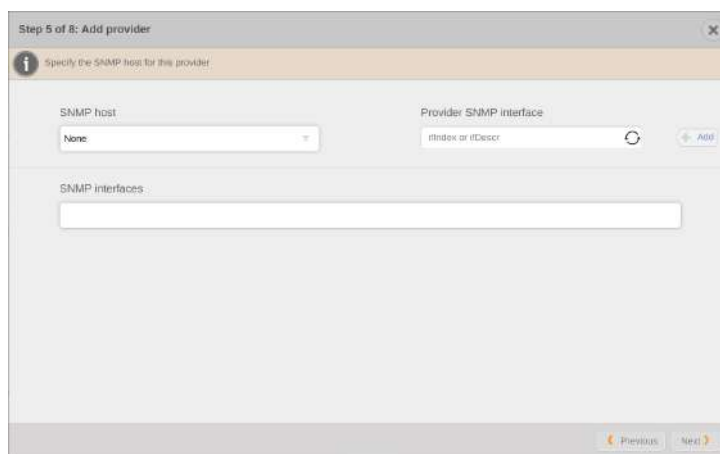 Step 5 of 8: Add provider
Specify the SNMP host for this provider
SNMP host
Provider SNMP interface
None
ifIndex or ifDescr
Add
SNMP interfaces
Previous
Next